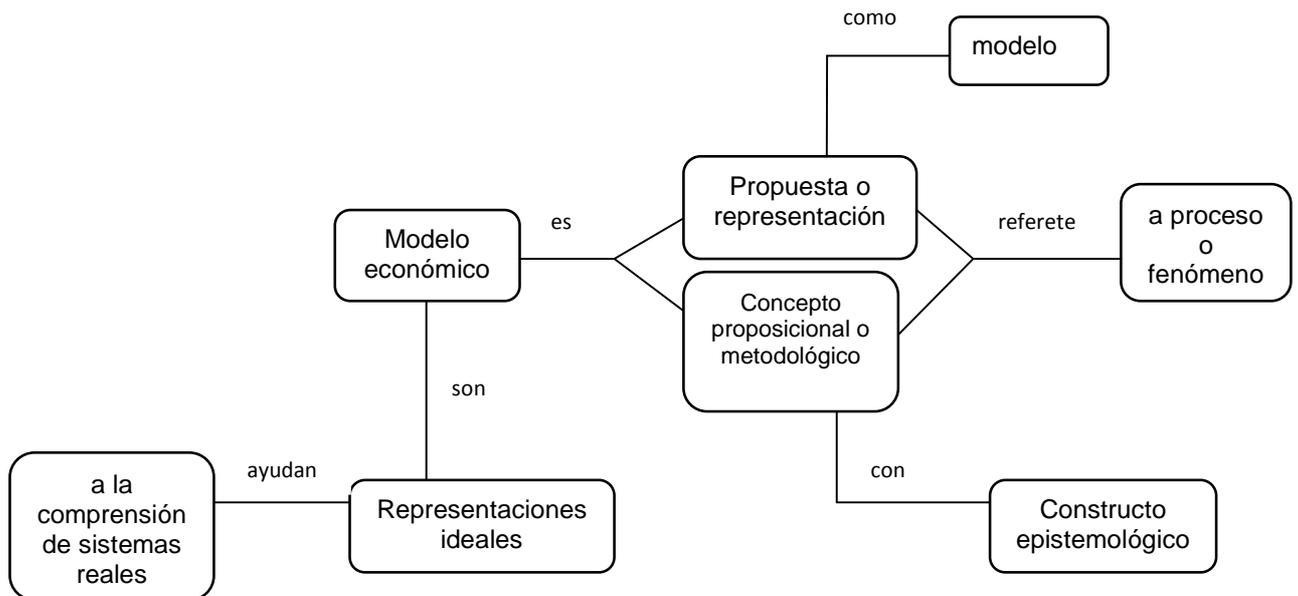 como
modelo
Propuesta o
representación
Modelo
económico
es
referete
a proceso
o
fenómeno
Concepto
proposicional o
metodológico
son
ayudan
con
a la
comprensión
de sistemas
reales
Representaciones
ideales
Constructo
epistemológico